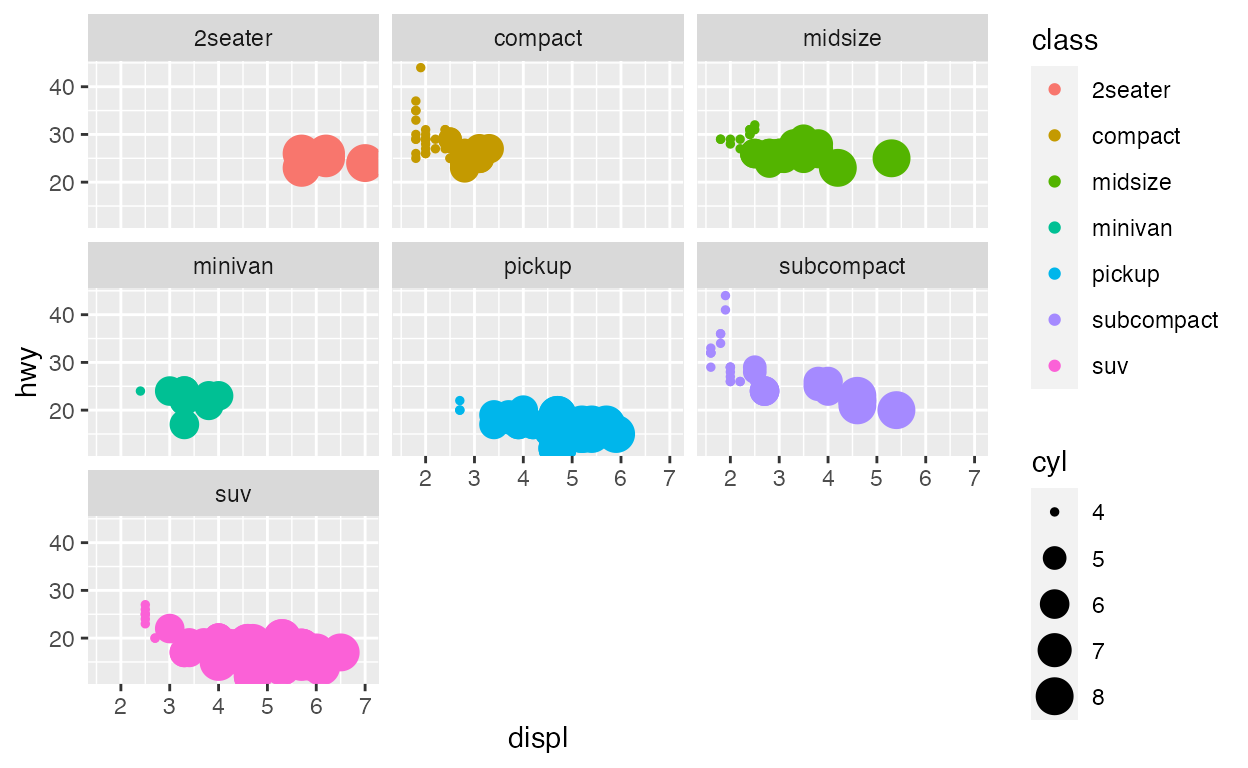 2seater compact midsize
40
30
20
minivan pickup subcompact
40
30
20
2 3 4 5 6 7 2 3 4 5 6 7
suv
40
30
20
2 3 4 5 6 7
displ
hwy
class
2seater
compact
midsize
minivan
pickup
subcompact
suv
cyl
4
5
6
7
8